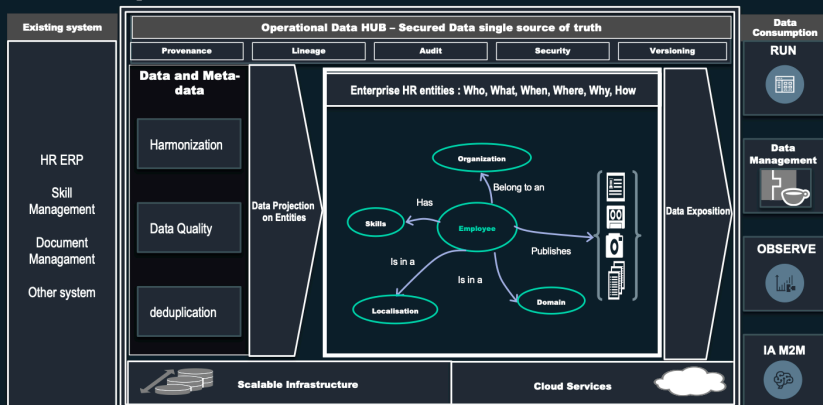 Existing system
HR ERP
Skill
Management
Document
Managament
Other system
Operational Data HUB – Secured Data single source of truth
Provenance
Lineage
Audit
Security
Versioning
Data and Meta-
data
Harmonization
Data Quality
deduplication
Data Projection
on Entities
Enterprise HR entities : Who, What, When, Where, Why, How
Organization
Belong to an
Has
Skills
Employee
Publishes
Is in a
Is in a
Localisation
Domain
Data Exposition
Scalable Infrastructure
Cloud Services
Data
Consumption
RUN
Data
Management
OBSERVE
IA M2M